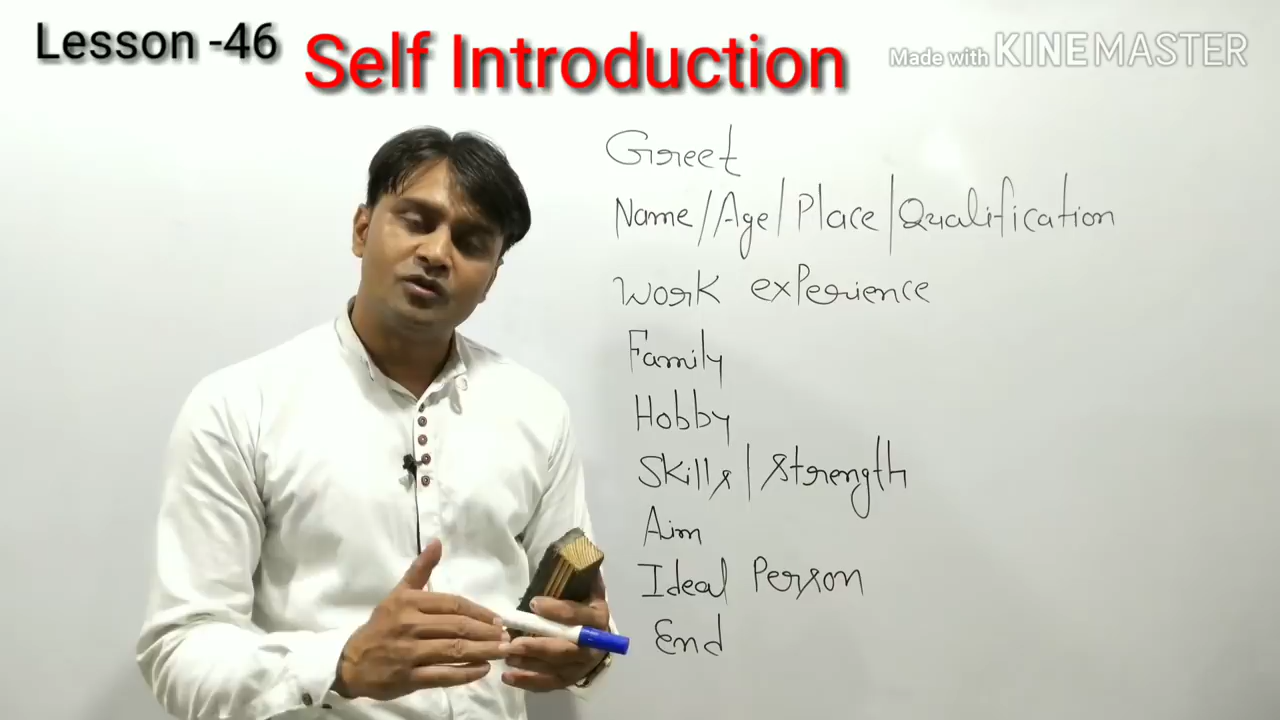 Lesson -46
Self Introduction
Made with KINEMASTER
Greet
Name/Age/Place/Qualification
Work experience
Family
Hobby
Skills/Strength
Aim
Ideal Person
End